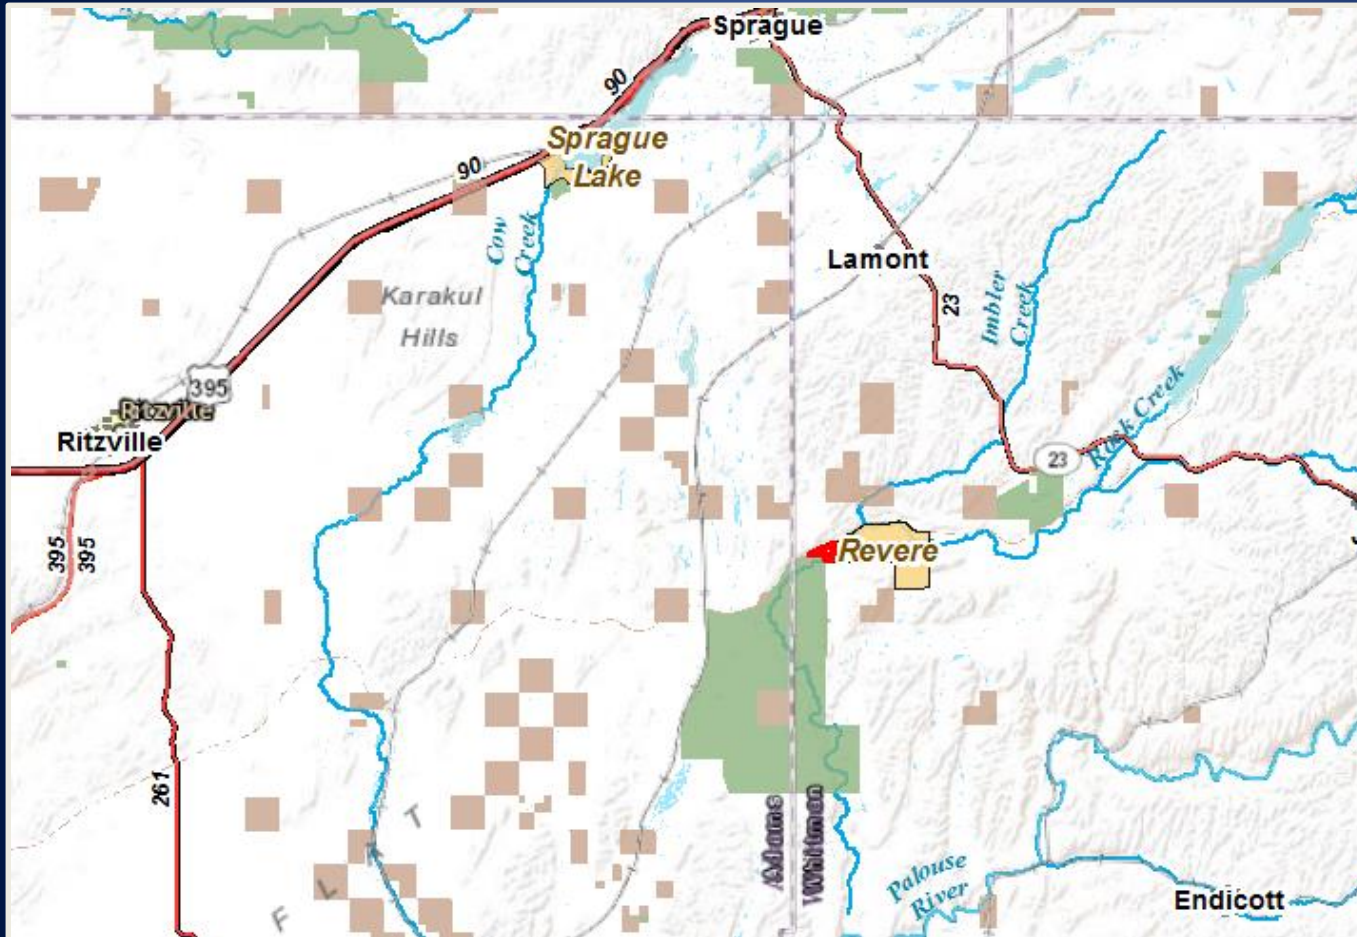 Sprague
90
Sprague
Lake
90
Cow
Creek
Lamont
Karakul
Hills
23
Imbler
Creek
395
Ritzville
Ritzville
Rock Creek
23
395
395
Revere
261
T
L
F
Adams
Whitman
Palouse
River
Endicott